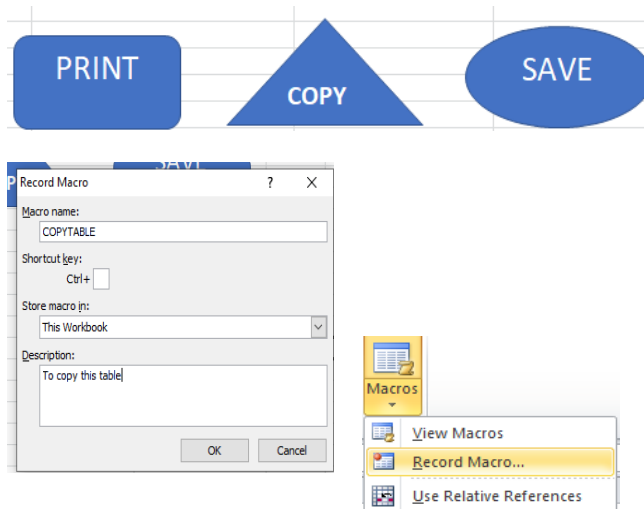 PRINT
COPY
SAVE
Record Macro ? X
Macro name:
COPYTABLE
Shortcut key:
Ctrl+
Store macro in:
This Workbook
Description:
To copy this table
OK Cancel
Macros
View Macros
Record Macro...
Use Relative References